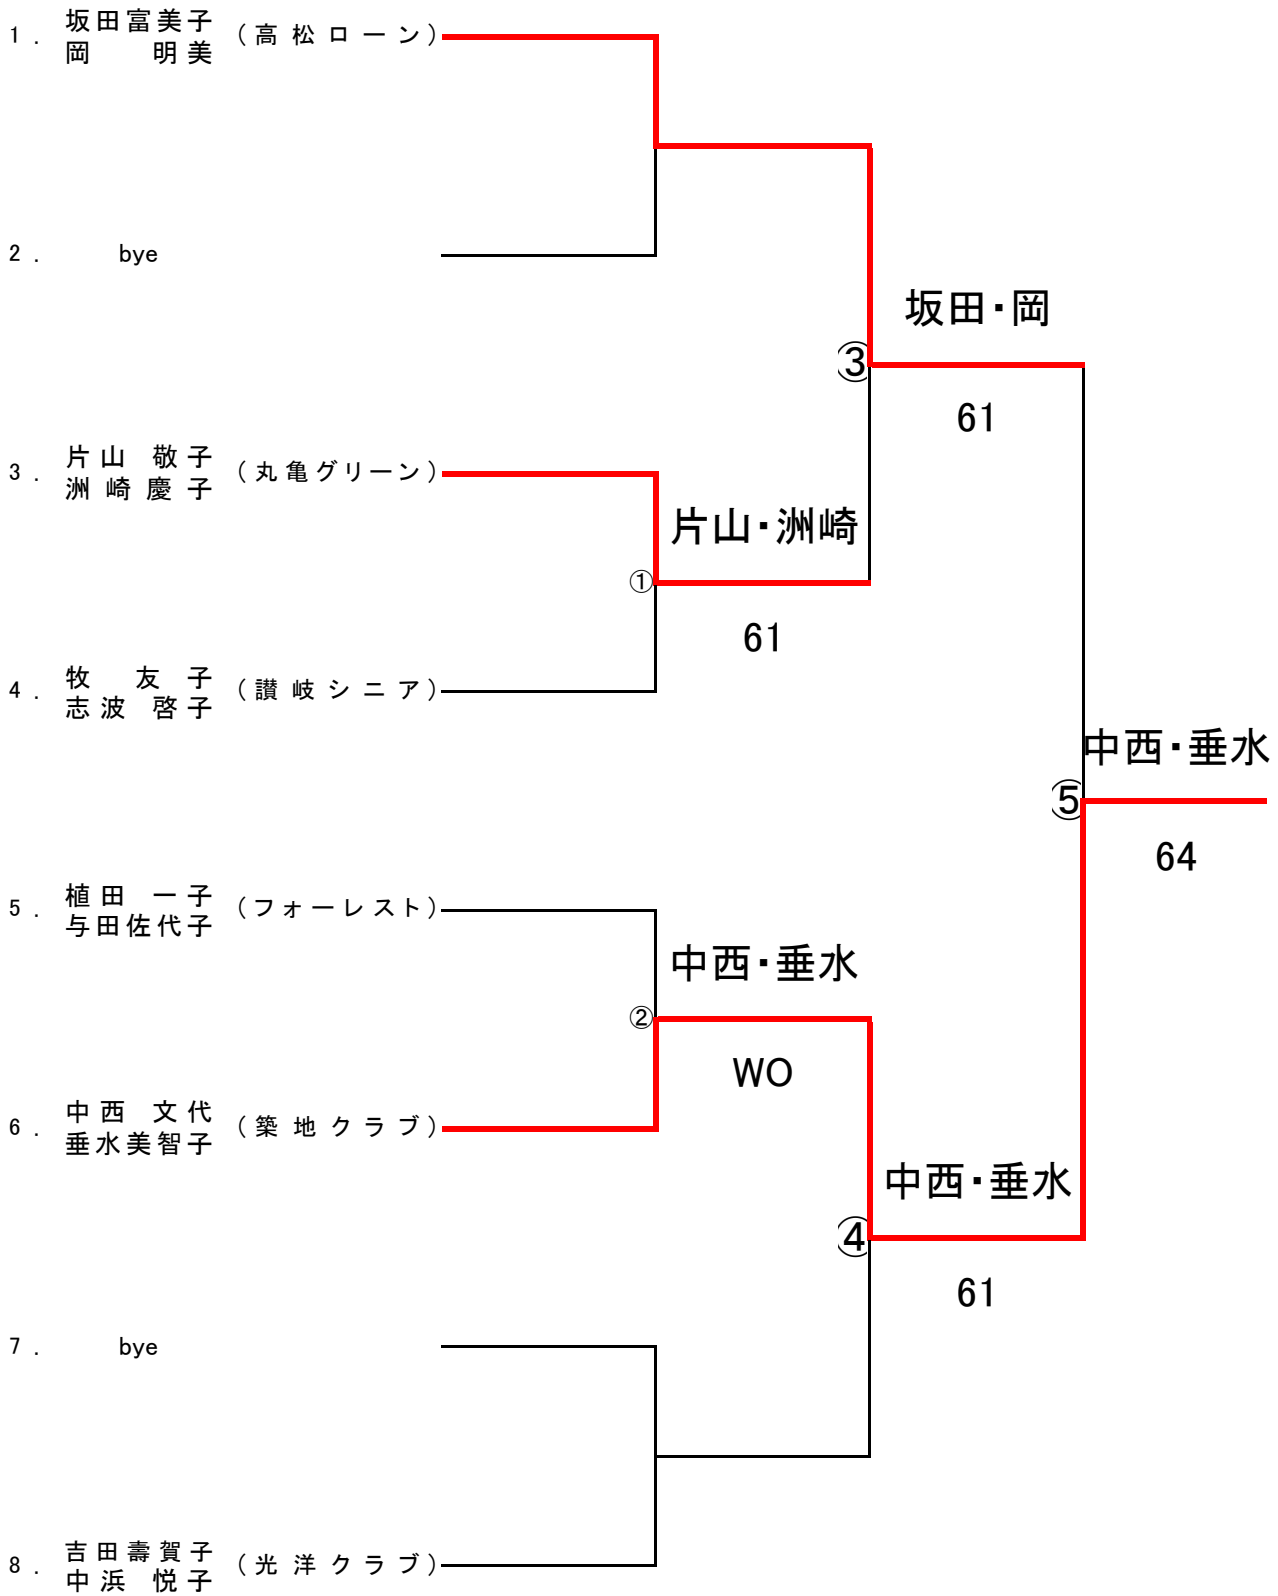 1． 坂田富美子 （高松ローン）
岡　明美
2． bye
坂田・岡
③
61
3． 片山　敬子 （丸亀グリーン）
洲崎慶子
片山・洲崎
①
61
4． 牧　友子 （讃岐シニア）
志波　啓子
中西・垂水
⑤
64
5． 植田　一子 （フォーレスト）
与田佐代子
中西・垂水
②
WO
6． 中西　文代 （築地クラブ）
垂水美智子
中西・垂水
④
61
7． bye
8． 吉田壽賀子 （光洋クラブ）
中浜　悦子